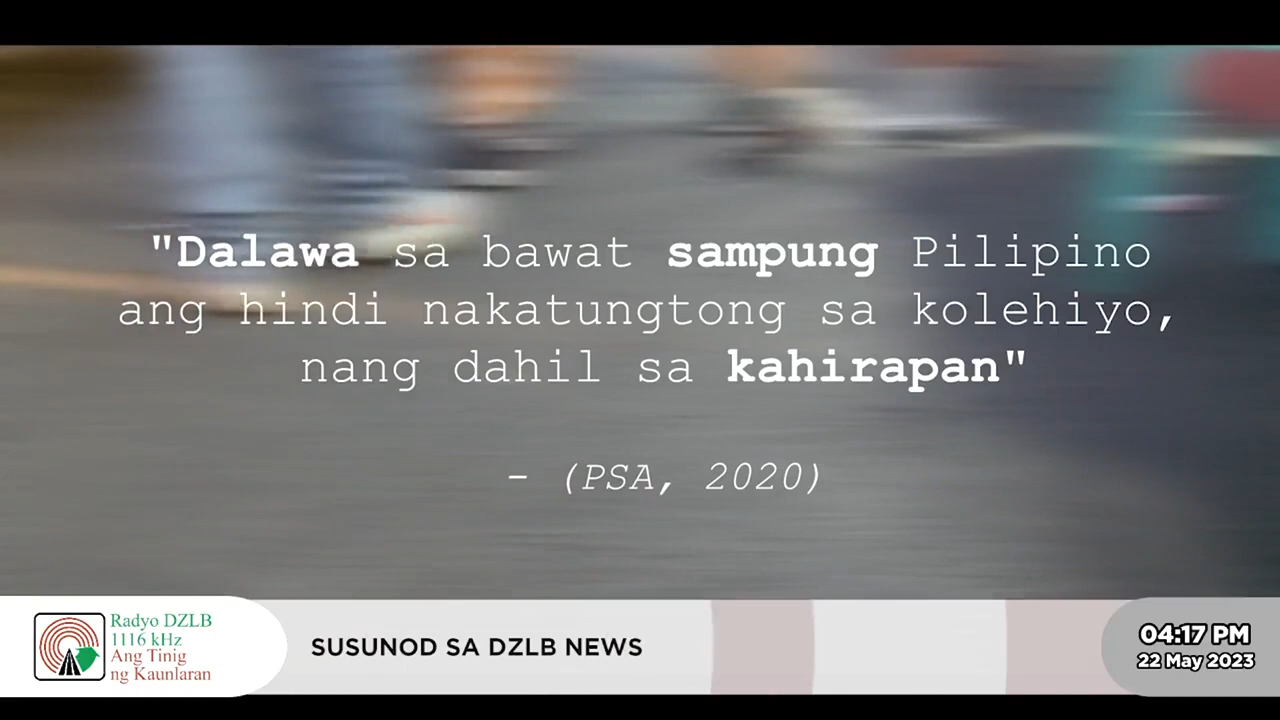 "Dalawa sa bawat sampung Pilipino
ang hindi nakatungtong sa kolehiyo,
nang dahil sa kahirapan"
- (PSA, 2020)
Radyo DZLB
1116 kHz
Ang Tinig
ng Kaunlaran
SUSUNOD SA DZLB NEWS
04:17 PM
22 May 2023